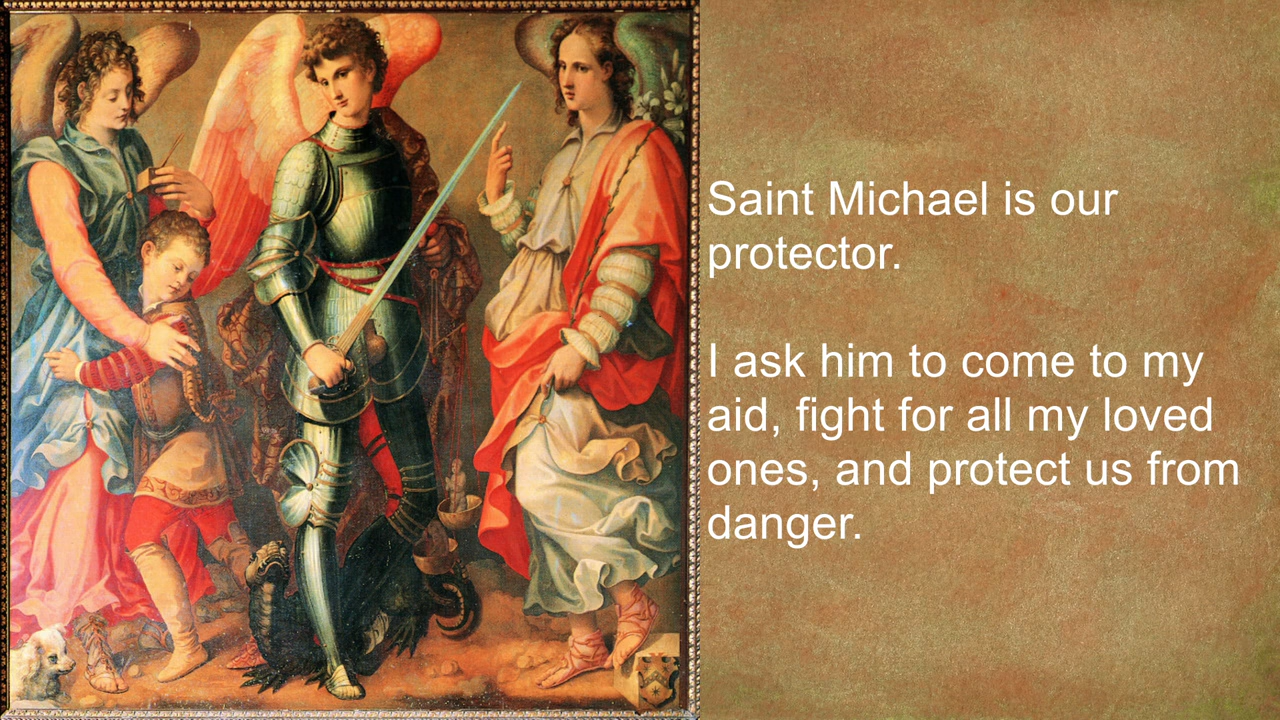 Saint Michael is our
protector.
I ask him to come to my
aid, fight for all my loved
ones, and protect us from
danger.